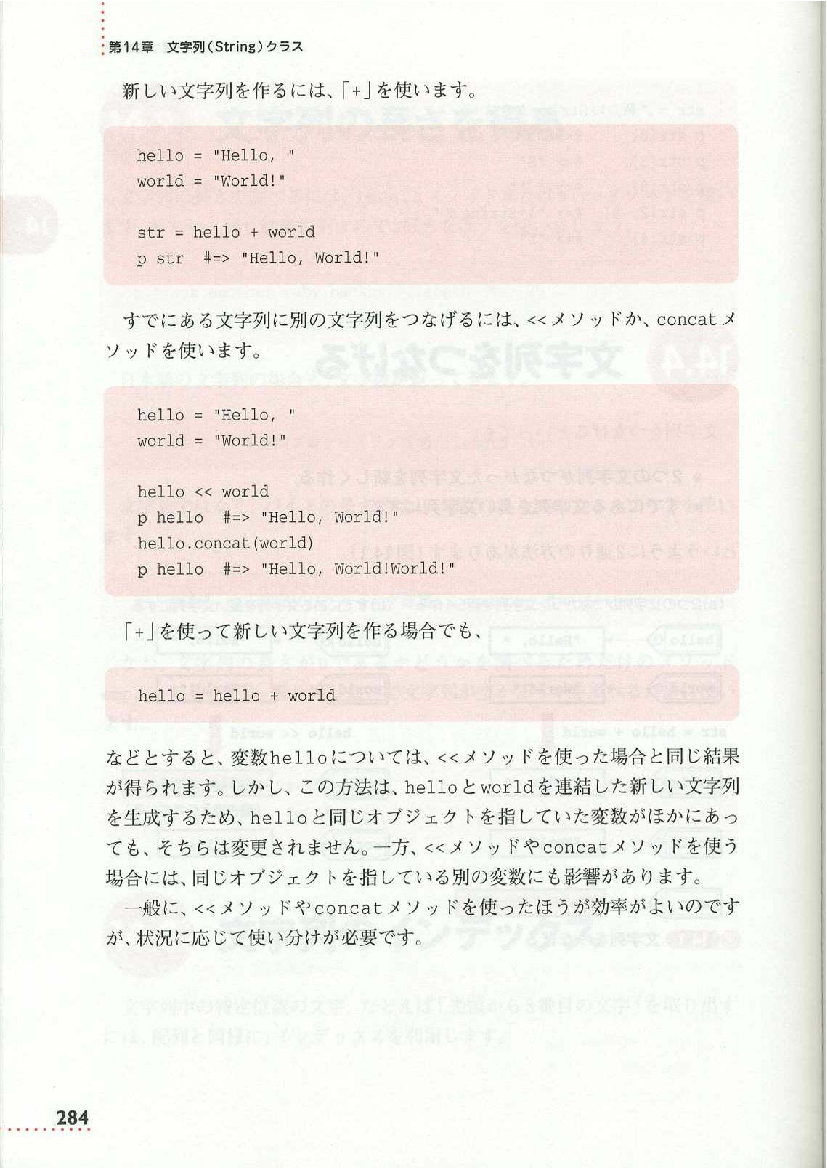 第14章 文字列(String)クラス
新しい文字列を作るには、「+」を使います。
hello = "Hello, "
world = "World!"
str = hello + world
p str #=> "Hello, World!"
すでにある文字列に別の文字列をつなげるには、<<メソッドか、concatメ
ソッドを使います。
hello = "Hello, "
world = "World!"
hello << world
p hello #=> "Hello, World!"
hello.concat(world)
p hello #=> "Hello, World!World!"
「+」を使って新しい文字列を作る場合でも、
hello = hello + world
などとすると、変数helloについては、<<メソッドを使った場合と同じ結果
が得られます。しかし、この方法は、helloとworldを連結した新しい文字列
を生成するため、helloと同じオブジェクトを指していた変数がほかにあっ
ても、そちらは変更されません。一方、<<メソッドやconcatメソッドを使う
場合には、同じオブジェクトを指している別の変数にも影響があります。
一般に、<<メソッドやconcatメソッドを使ったほうが効率がよいのです
が、状況に応じて使い分けが必要です。
284